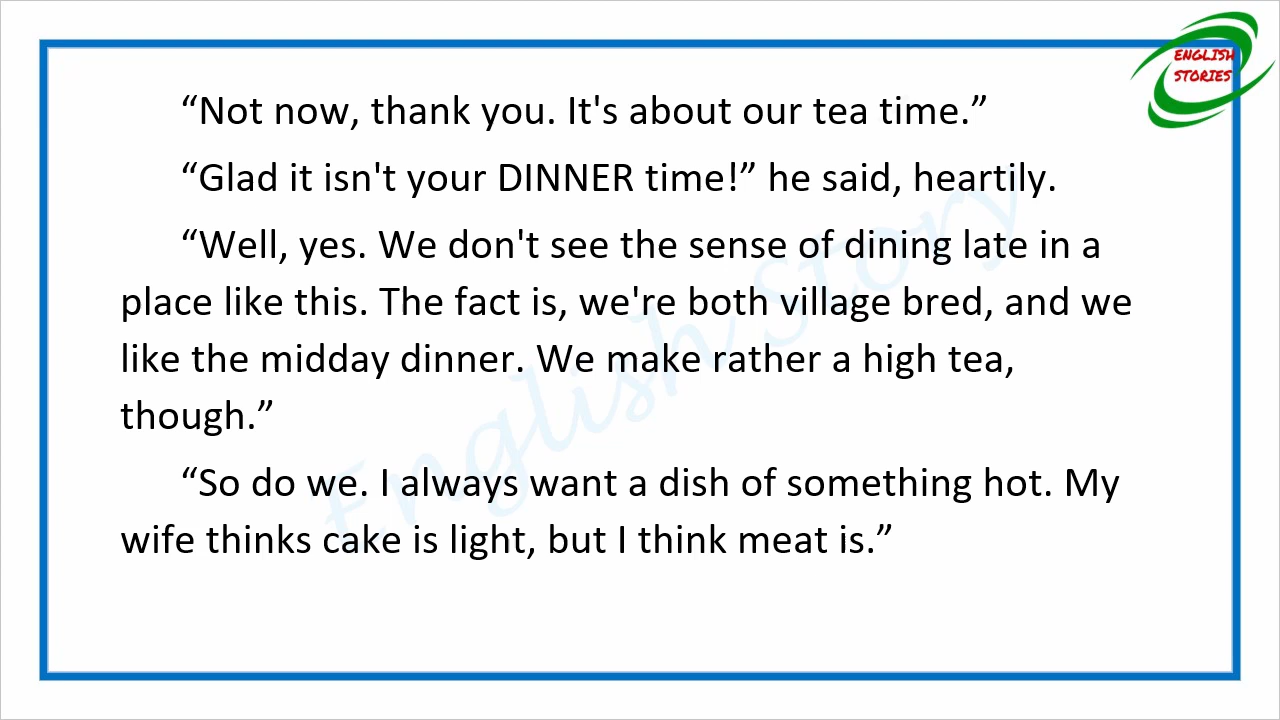 ENGLISH
STORIES
“Not now, thank you. It's about our tea time.”
“Glad it isn't your DINNER time!” he said, heartily.
“Well, yes. We don't see the sense of dining late in a
place like this. The fact is, we're both village bred, and we
like the midday dinner. We make rather a high tea,
though.”
“So do we. I always want a dish of something hot. My
wife thinks cake is light, but I think meat is.”
English Story